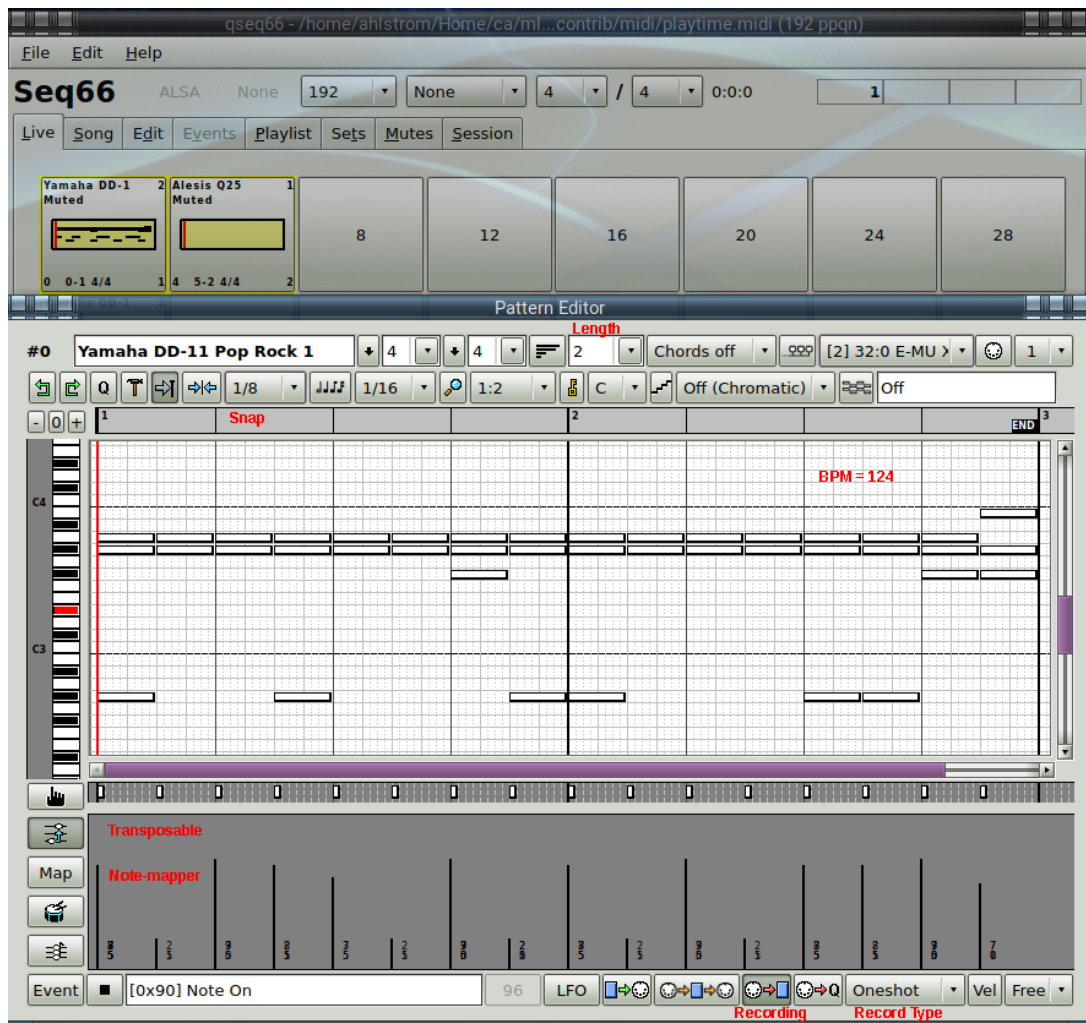 qseq66 - /home/ahlstrom/Home/ca/ml...contrib/midi/playtime.midi (192 ppqn)
File Edit Help
Seq66 ALSA None 192 None 4 / 4 0:0:0 1
Live Song Edit Events Playlist Sets Mutes Session
Yamaha DD-1 2 Alesis Q25 1
Muted Muted
8 12 16 20 24 28
0 0-1 4/4 1 4 5-2 4/4 2
Pattern Editor
Length
#0 Yamaha DD-11 Pop Rock 1 4 4 2 Chords off [2] 32:0 E-MU X 1
Q 1/8 1/16 1:2 C Off (Chromatic) Off
- 0 + 1 Snap 2 END 3
BPM = 124
C4
C3
Transposable
Map Note-mapper
Event [0x90] Note On 96 LFO Q Oneshot Vel Free
Recording Record Type